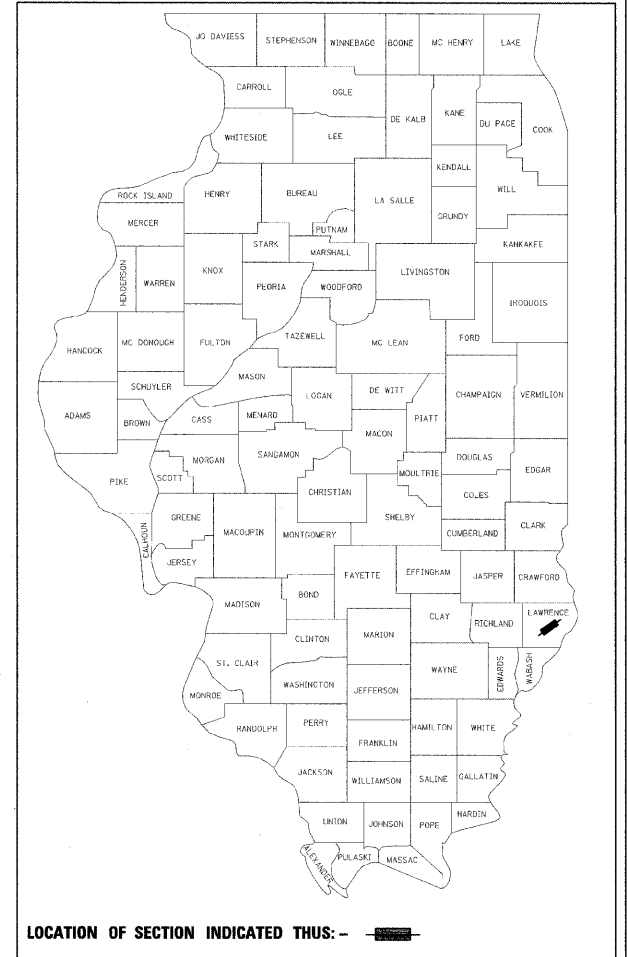 JO DAVIESS STEPHENSON WINNEBAGO BOONE MC HENRY LAKE
CARROLL OGLE DE KALB KANE DU PAGE COOK
WHITESIDE LEE
KENDALL WILL
ROCK ISLAND HENRY BUREAU LA SALLE GRUNDY
MERCER PUTNAM
STARK MARSHALL KANKAKEE
HENDERSON WARREN KNOX PEORIA WOODFORD LIVINGSTON IROQUOIS
HANCOCK MC DONOUGH FULTON TAZEWELL MC LEAN FORD
MASON
SCHUYLER LOGAN DE WITT CHAMPAIGN VERMILION
ADAMS BROWN CASS MENARD PIATT
MACON
MORGAN SANGAMON DOUGLAS EDGAR
PIKE SCOTT MOULTRIE
CHRISTIAN COLES
GREENE MACOUPIN MONTGOMERY SHELBY CLARK
CALHOUN CUMBERLAND
JERSEY FAYETTE EFFINGHAM JASPER CRAWFORD
BOND
MADISON CLAY RICHLAND LAWRENCE
CLINTON MARION
ST. CLAIR WAYNE EDWARDS WABASH
WASHINGTON JEFFERSON
MONROE
RANDOLPH PERRY HAMILTON WHITE
FRANKLIN
JACKSON WILLIAMSON SALINE GALLATIN
HARDIN
UNION JOHNSON POPE
ALEXANDER PULASKI MASSAC
LOCATION OF SECTION INDICATED THUS: -